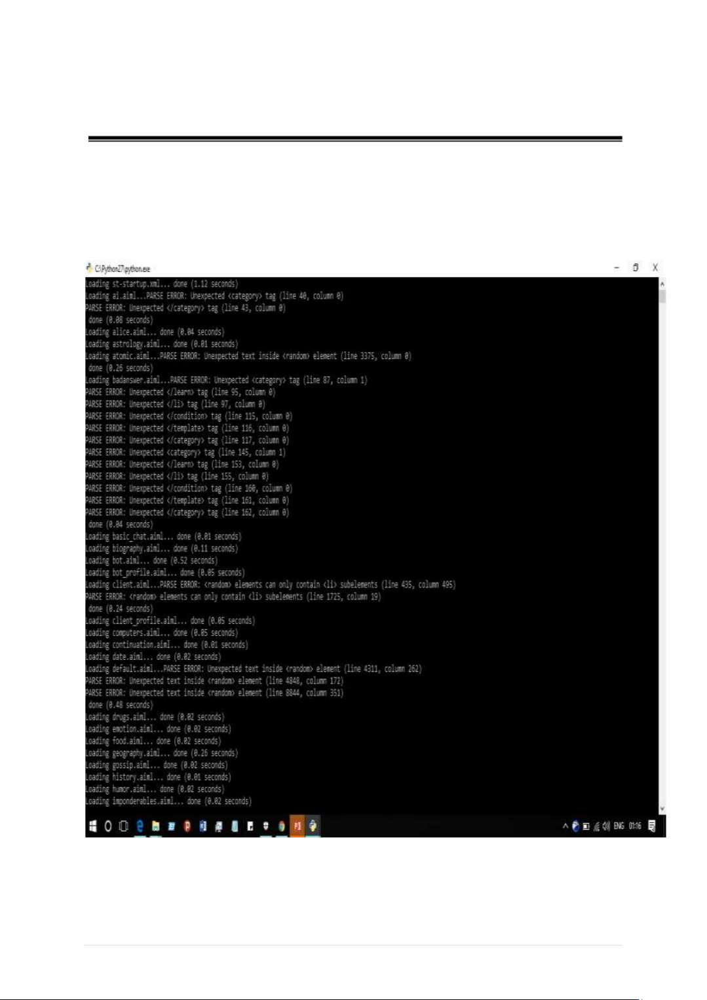 C:\Python27\python.exe
Loading st-startup.xml... done (1.12 seconds)
Loading ai.aiml...PARSE ERROR: Unexpected <category> tag (line 40, column 0)
PARSE ERROR: Unexpected </category> tag (line 43, column 0)
done (0.08 seconds)
Loading alice.aiml... done (0.04 seconds)
Loading astrology.aiml... done (0.01 seconds)
Loading atomic.aiml...PARSE ERROR: Unexpected text inside <random> element (line 3375, column 0)
done (0.26 seconds)
Loading badanswer.aiml...PARSE ERROR: Unexpected <category> tag (line 87, column 1)
PARSE ERROR: Unexpected </learn> tag (line 95, column 0)
PARSE ERROR: Unexpected </li> tag (line 97, column 0)
PARSE ERROR: Unexpected </condition> tag (line 115, column 0)
PARSE ERROR: Unexpected </template> tag (line 116, column 0)
PARSE ERROR: Unexpected </category> tag (line 117, column 0)
PARSE ERROR: Unexpected <category> tag (line 145, column 1)
PARSE ERROR: Unexpected </learn> tag (line 153, column 0)
PARSE ERROR: Unexpected </li> tag (line 155, column 0)
PARSE ERROR: Unexpected </condition> tag (line 160, column 0)
PARSE ERROR: Unexpected </template> tag (line 161, column 0)
PARSE ERROR: Unexpected </category> tag (line 162, column 0)
done (0.04 seconds)
Loading basic_chat.aiml... done (0.01 seconds)
Loading biography.aiml... done (0.11 seconds)
Loading bot.aiml... done (0.52 seconds)
Loading bot_profile.aiml... done (0.05 seconds)
Loading client.aiml...PARSE ERROR: <random> elements can only contain <li> subelements (line 435, column 495)
PARSE ERROR: <random> elements can only contain <li> subelements (line 1725, column 19)
done (0.24 seconds)
Loading client_profile.aiml... done (0.05 seconds)
Loading computers.aiml... done (0.05 seconds)
Loading continuation.aiml... done (0.01 seconds)
Loading date.aiml... done (0.02 seconds)
Loading default.aiml...PARSE ERROR: Unexpected text inside <random> element (line 4311, column 262)
PARSE ERROR: Unexpected text inside <random> element (line 4848, column 172)
PARSE ERROR: Unexpected text inside <random> element (line 8844, column 351)
done (0.48 seconds)
Loading drugs.aiml... done (0.02 seconds)
Loading emotion.aiml... done (0.02 seconds)
Loading food.aiml... done (0.02 seconds)
Loading geography.aiml... done (0.26 seconds)
Loading gossip.aiml... done (0.02 seconds)
Loading history.aiml... done (0.01 seconds)
Loading humor.aiml... done (0.02 seconds)
Loading imponderables.aiml... done (0.02 seconds)
ENG 01:16